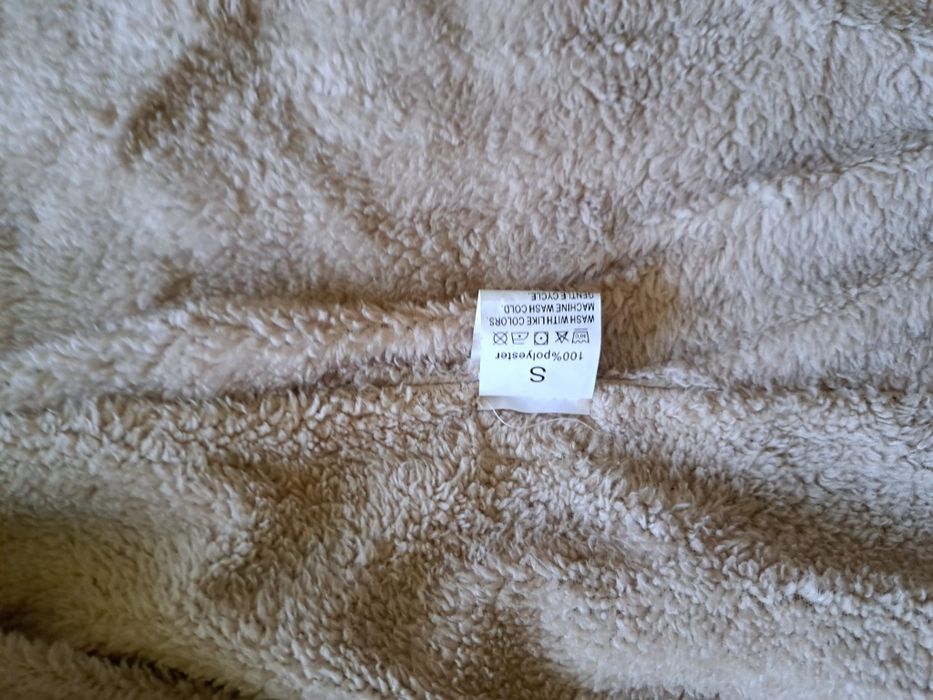 S
100%polyester
WASH WITH LIKE COLORS.
MACHINE WASH COLD.
GENTLE CYCLE.